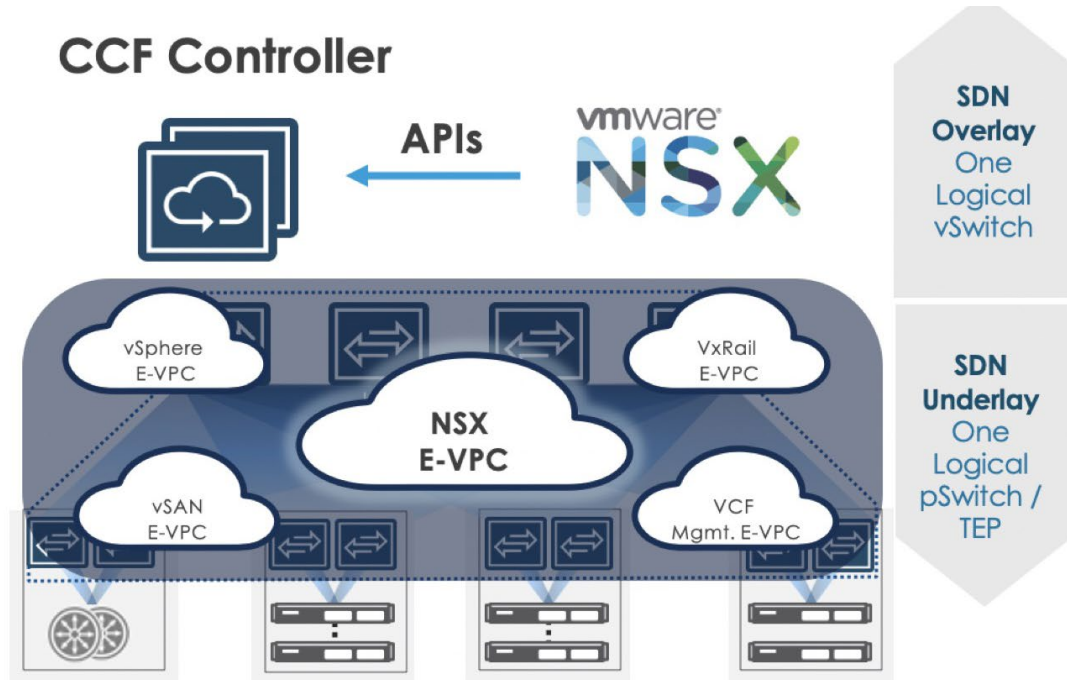 CCF Controller
APIs
vmware®
NSX
SDN
Overlay
One
Logical
vSwitch
vSphere
E-VPC
VxRail
E-VPC
NSX
E-VPC
vSAN
E-VPC
VCF
Mgmt. E-VPC
SDN
Underlay
One
Logical
pSwitch /
TEP